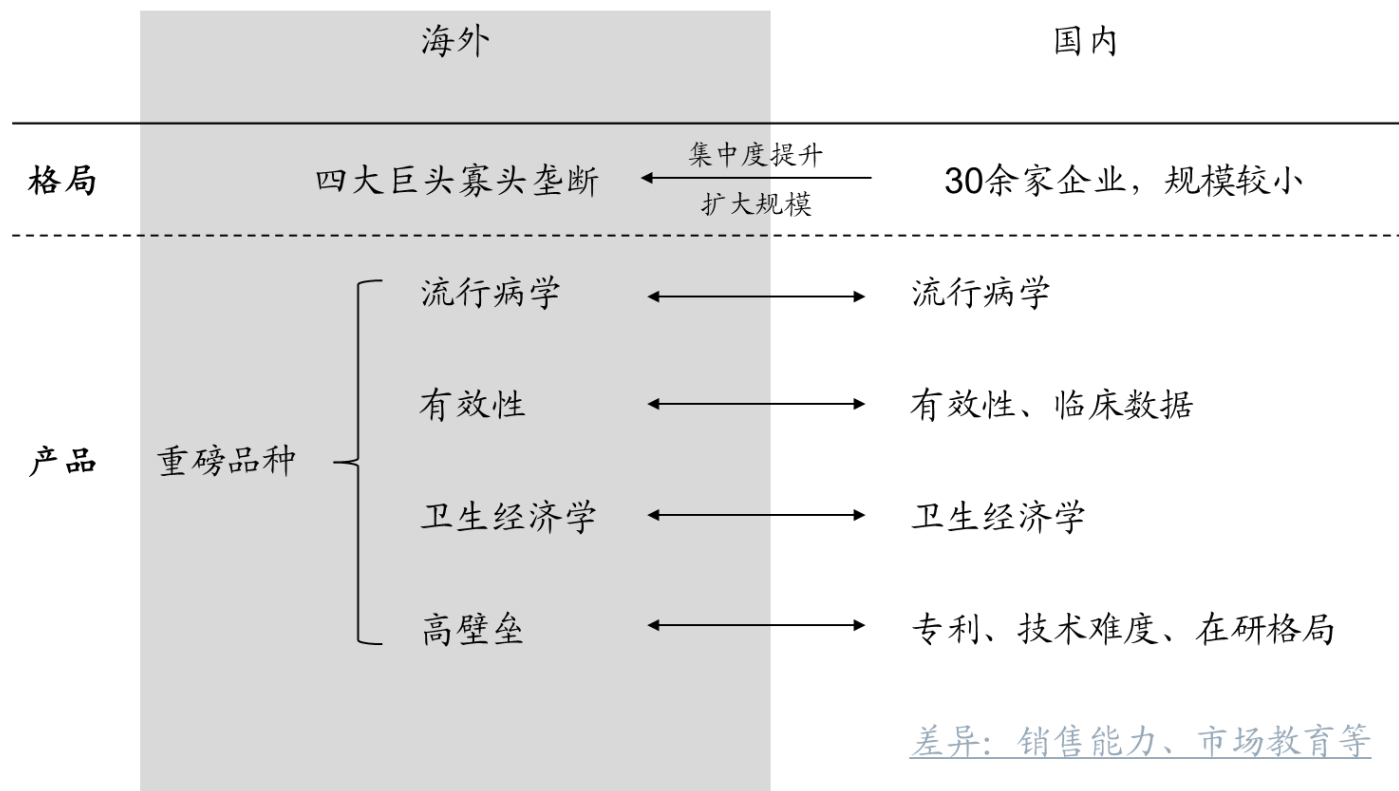 海外
国内
格局
四大巨头寡头垄断
集中度提升
扩大规模
30余家企业，规模较小
产品
重磅品种
流行病学
流行病学
有效性
有效性、临床数据
卫生经济学
卫生经济学
高壁垒
专利、技术难度、在研格局
差异：销售能力、市场教育等